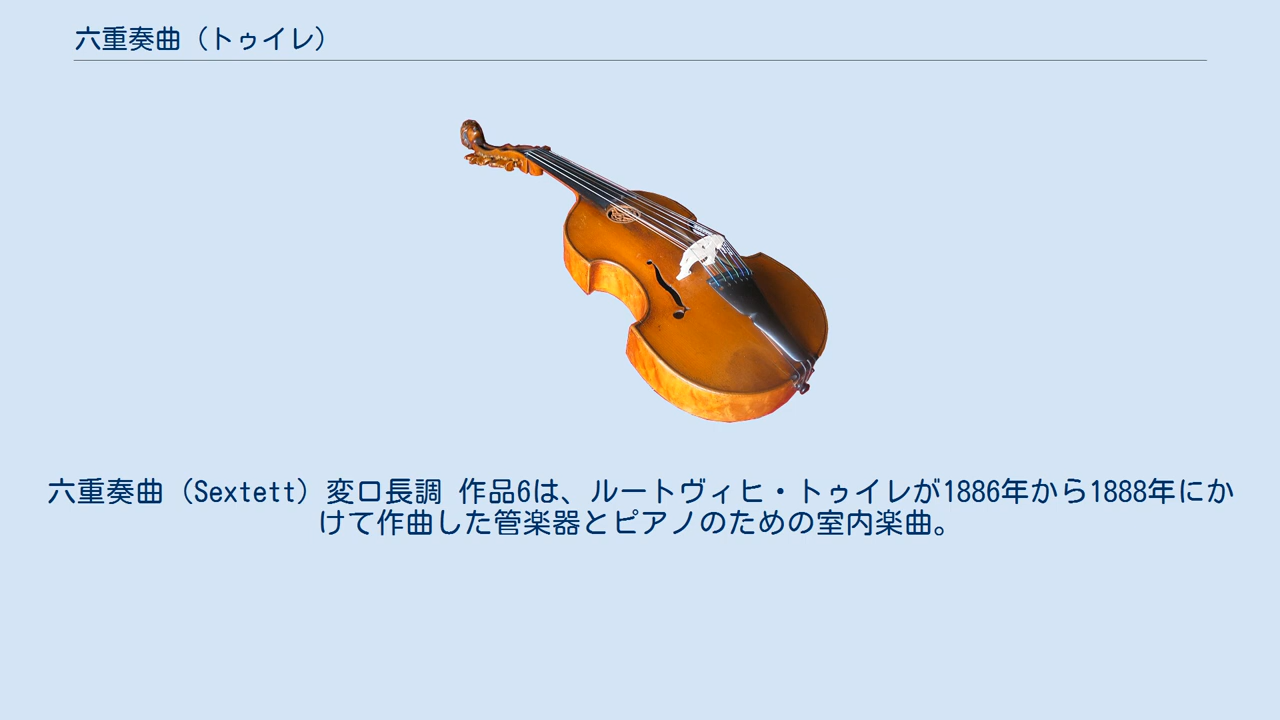 六重奏曲（トゥイレ）
六重奏曲（Sextett）変ロ長調 作品6は、ルートヴィヒ・トゥイレが1886年から1888年にか
けて作曲した管楽器とピアノのための室内楽曲。